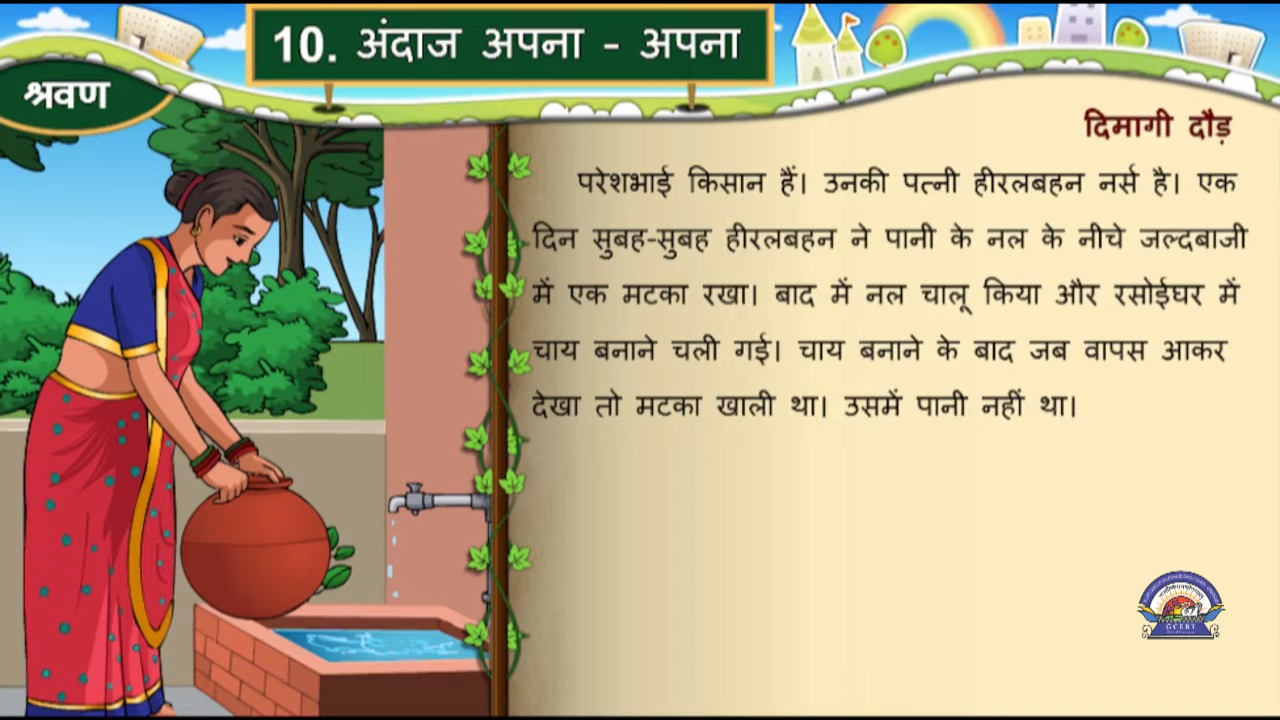 10. अंदाज अपना - अपना
श्रवण
दिमागी दौड़
परेशभाई किसान हैं। उनकी पत्नी हीरलबहन नर्स है। एक
दिन सुबह-सुबह हीरलबहन ने पानी के नल के नीचे जल्दबाजी
में एक मटका रखा। बाद में नल चालू किया और रसोईघर में
चाय बनाने चली गई। चाय बनाने के बाद जब वापस आकर
देखा तो मटका खाली था। उसमें पानी नहीं था।
GCERT